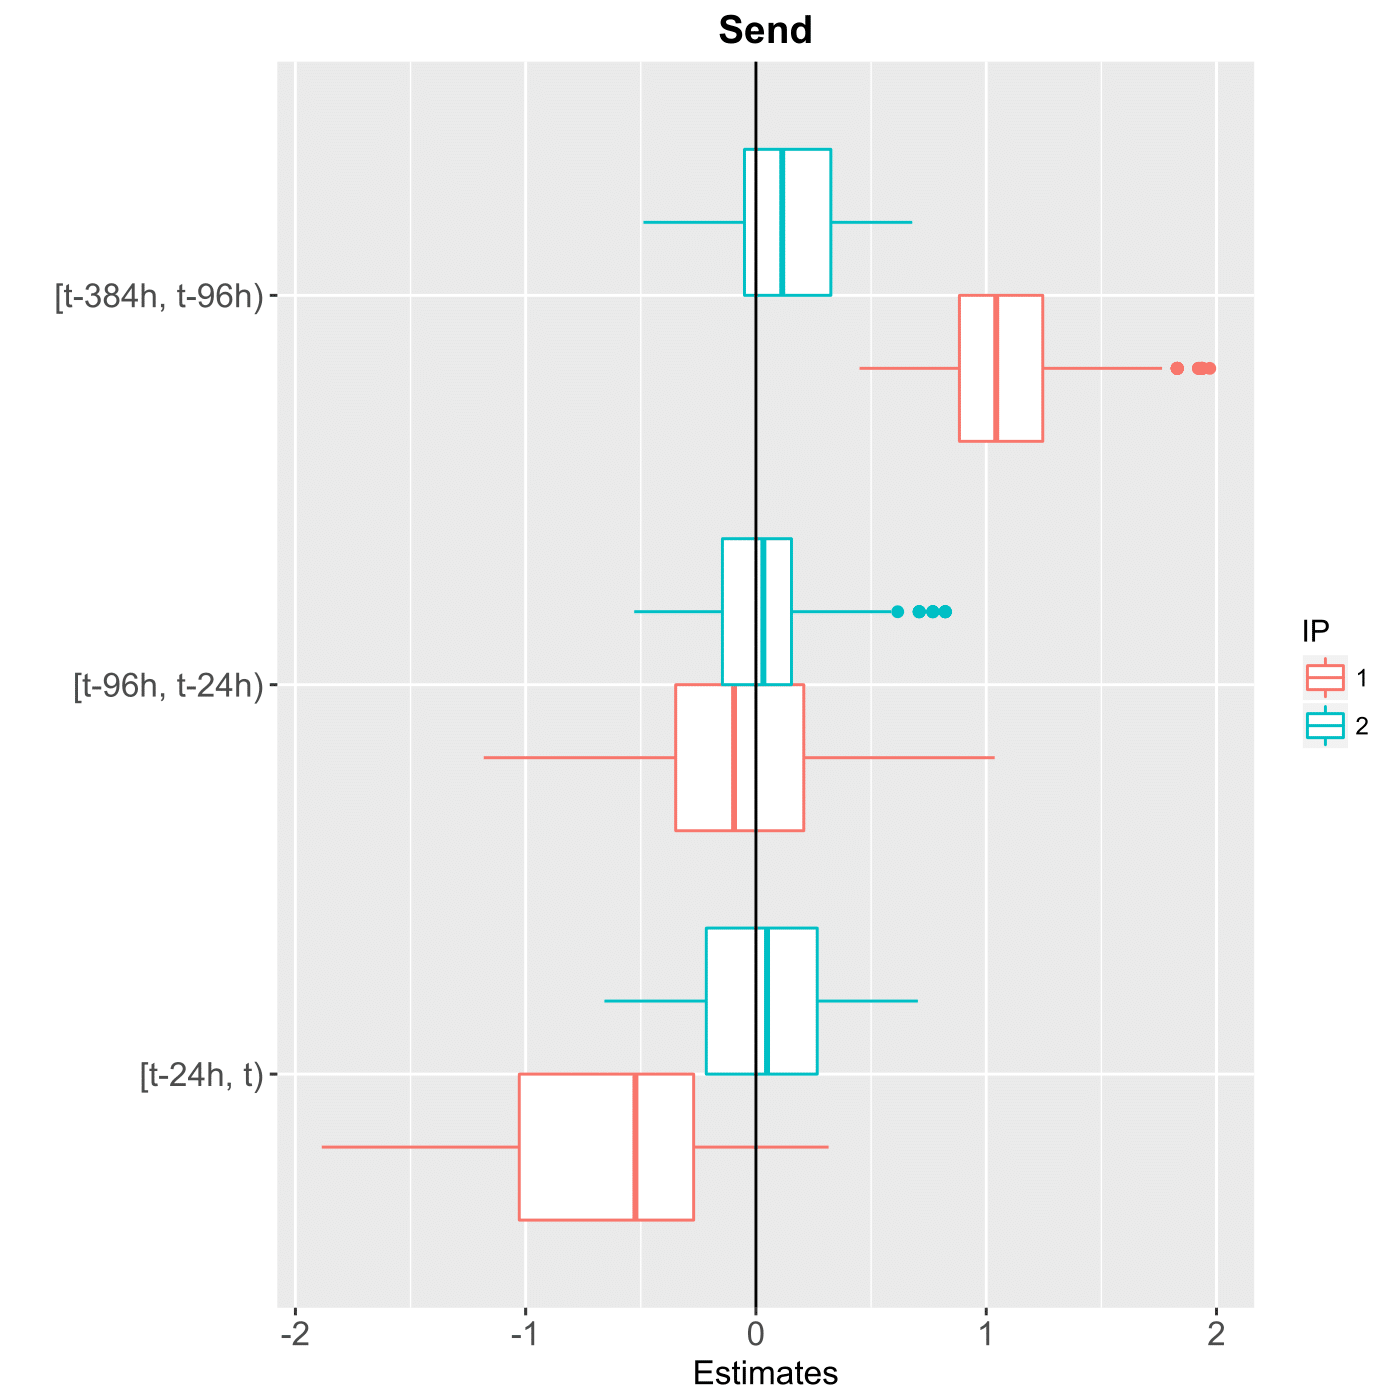 Send
[t-384h, t-96h)
[t-96h, t-24h)
[t-24h, t)
-2 -1 0 1 2
Estimates
IP
1
2